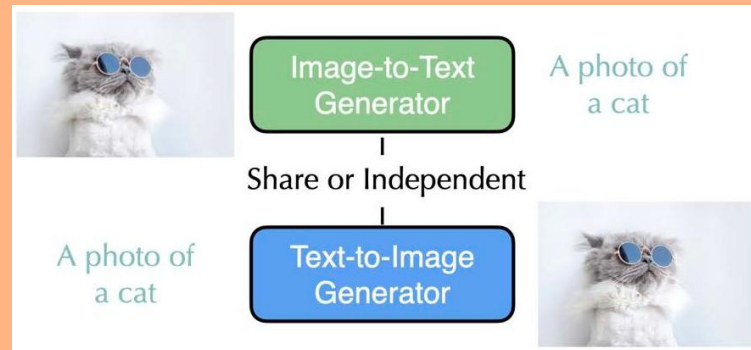 Image-to-Text
Generator
A photo of
a cat
Share or Independent
A photo of
a cat
Text-to-Image
Generator